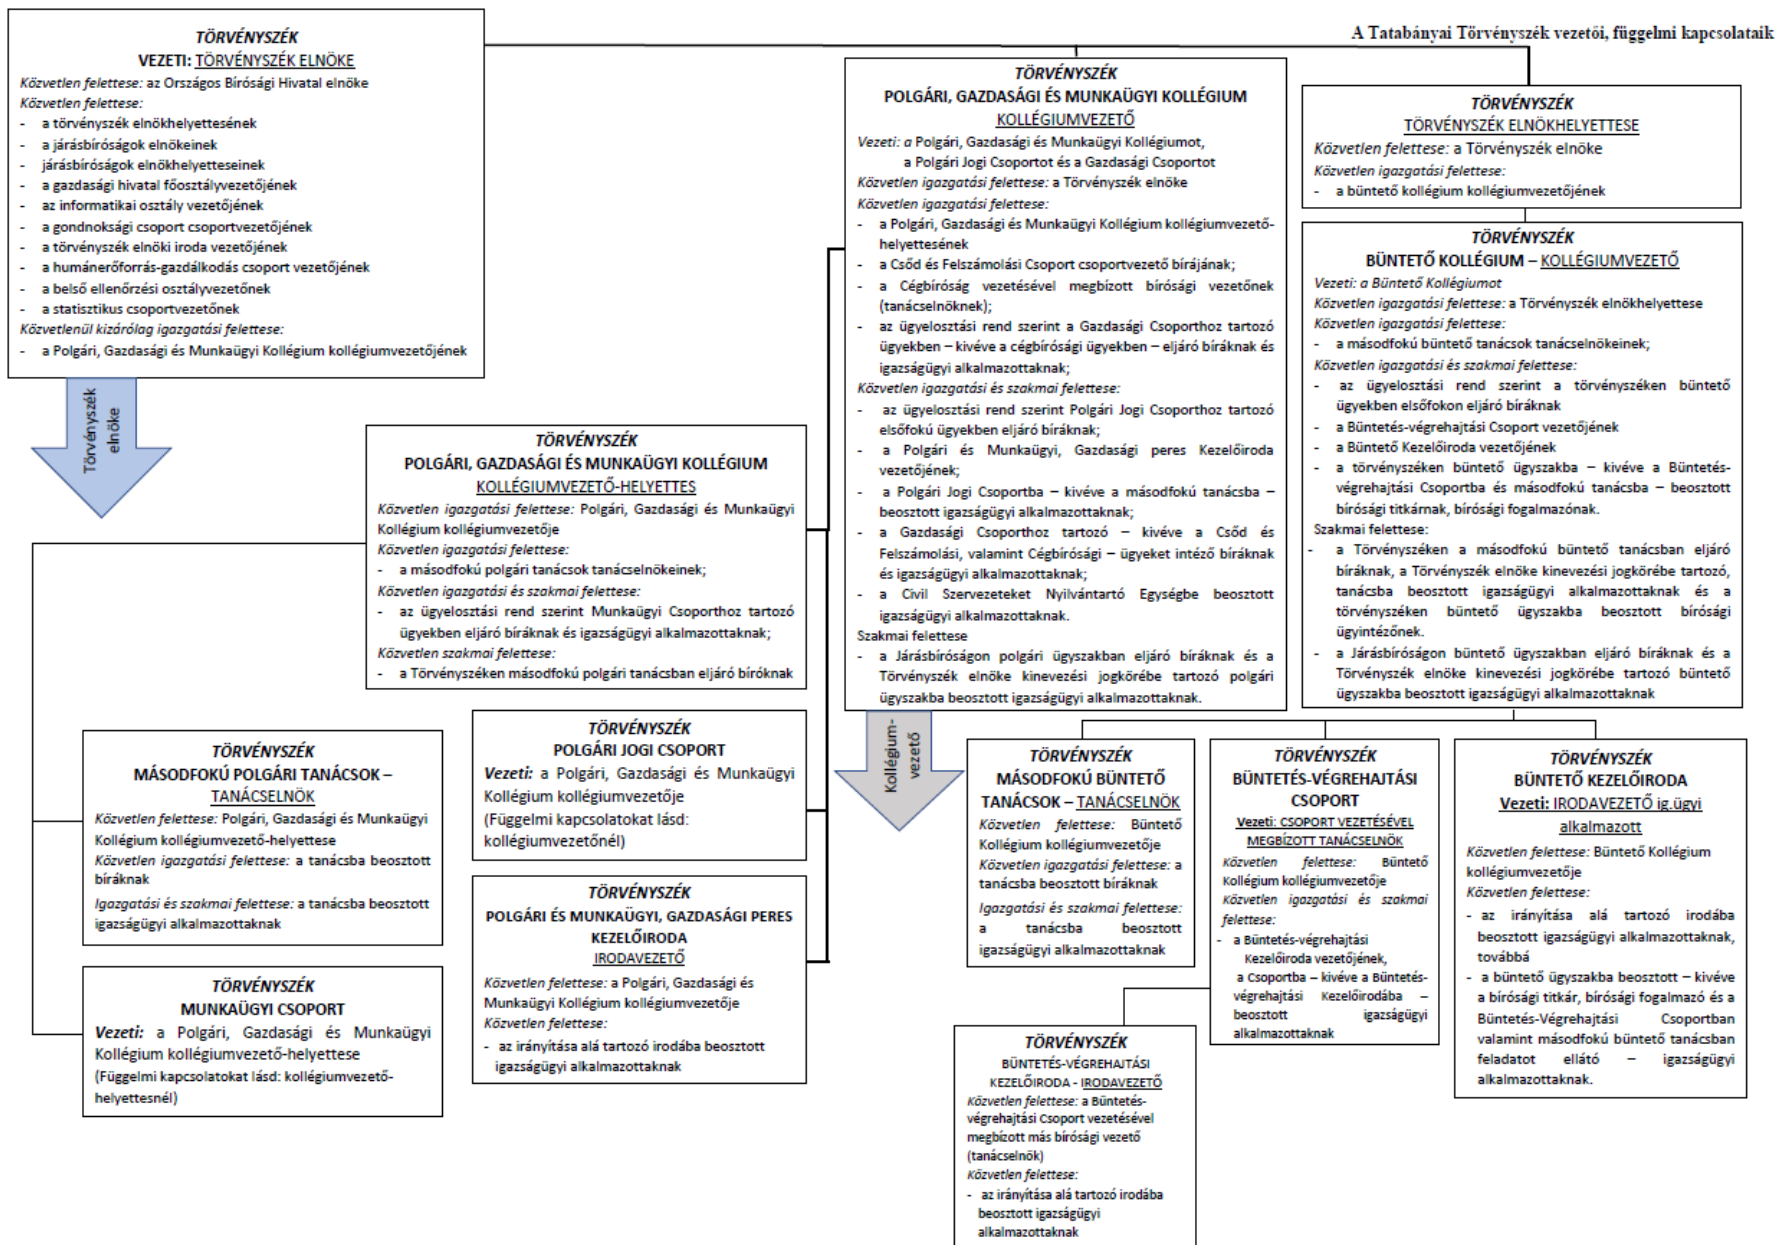 A Tatabányai Törvényszék vezetői, függelmi kapcsolataik
TÖRVÉNYSZÉK
VEZETI: TÖRVÉNYSZÉK ELNÖKE
Közvetlen felettese: az Országos Bírósági Hivatal elnöke
Közvetlen felettese:
- a törvényszék elnökhelyettesének
- a járásbíróságok elnökeinek
- járásbíróságok elnökhelyetteseinek
- a gazdasági hivatal főosztályvezetőjének
- az informatikai osztály vezetőjének
- a gondnoksági csoport csoportvezetőjének
- a törvényszék elnöki iroda vezetőjének
- a humánerőforrás-gazdálkodás csoport vezetőjének
- a belső ellenőrzési osztályvezetőnek
- a statisztikus csoportvezetőnek
Közvetlenül kizárólag igazgatási felettese:
- a Polgári, Gazdasági és Munkaügyi Kollégium kollégiumvezetőjének
Törvényszék
elnöke
TÖRVÉNYSZÉK
POLGÁRI, GAZDASÁGI ÉS MUNKAÜGYI KOLLÉGIUM
KOLLÉGIUMVEZETŐ
Vezeti: a Polgári, Gazdasági és Munkaügyi Kollégiumot,
a Polgári Jogi Csoportot és a Gazdasági Csoportot
Közvetlen igazgatási felettese: a Törvényszék elnöke
Közvetlen igazgatási felettese:
- a Polgári, Gazdasági és Munkaügyi Kollégium kollégiumvezető-
helyettesének
- a Csőd és Felszámolási Csoport csoportvezető bírájának;
- a Cégbíróság vezetésével megbízott bírósági vezetőnek
(tanácselnöknek);
- az ügyelosztási rend szerint a Gazdasági Csoporthoz tartozó
ügyekben – kivéve a cégbírósági ügyekben – eljáró bíráknak és
igazságügyi alkalmazottaknak;
Közvetlen igazgatási és szakmai felettese:
- az ügyelosztási rend szerint Polgári Jogi Csoporthoz tartozó
elsőfokú ügyekben eljáró bíráknak;
- a Polgári és Munkaügyi, Gazdasági peres Kezelőiroda
vezetőjének;
- a Polgári Jogi Csoportba – kivéve a másodfokú tanácsba –
beosztott igazságügyi alkalmazottaknak;
- a Gazdasági Csoporthoz tartozó – kivéve a Csőd és
Felszámolási, valamint Cégbírósági – ügyeket intéző bíráknak
és igazságügyi alkalmazottaknak;
- a Civil Szervezeteket Nyilvántartó Egységbe beosztott
igazságügyi alkalmazottaknak.
Szakmai felettese
- a Járásbíróságon polgári ügyszakban eljáró bíráknak és a
Törvényszék elnöke kinevezési jogkörébe tartozó polgári
ügyszakba beosztott igazságügyi alkalmazottaknak.
Kollégium-
vezető
TÖRVÉNYSZÉK
TÖRVÉNYSZÉK ELNÖKHELYETTESE
Közvetlen felettese: a Törvényszék elnöke
Közvetlen igazgatási felettese:
- a büntető kollégium kollégiumvezetőjének
TÖRVÉNYSZÉK
BÜNTETŐ KOLLÉGIUM – KOLLÉGIUMVEZETŐ
Vezeti: a Büntető Kollégiumot
Közvetlen igazgatási felettese: a Törvényszék elnökhelyettese
Közvetlen igazgatási felettese:
- a másodfokú büntető tanácsok tanácselnökeinek;
Közvetlen igazgatási és szakmai felettese:
- az ügyelosztási rend szerint a törvényszéken büntető
ügyekben elsőfokon eljáró bíráknak
- a Büntetés-végrehajtási Csoport vezetőjének
- a Büntető Kezelőiroda vezetőjének
- a törvényszéken büntető ügyszakba – kivéve a Büntetés-
végrehajtási Csoportba és másodfokú tanácsba – beosztott
bírósági titkárnak, bírósági fogalmazónak.
Szakmai felettese:
- a Törvényszéken a másodfokú büntető tanácsban eljáró
bíráknak, a Törvényszék elnöke kinevezési jogkörébe tartozó,
tanácsba beosztott igazságügyi alkalmazottaknak és a
törvényszéken büntető ügyszakba beosztott bírósági
ügyintézőnek.
- a Járásbíróságon büntető ügyszakban eljáró bíráknak és a
Törvényszék elnöke kinevezési jogkörébe tartozó büntető
ügyszakba beosztott igazságügyi alkalmazottaknak
TÖRVÉNYSZÉK
POLGÁRI, GAZDASÁGI ÉS MUNKAÜGYI KOLLÉGIUM
KOLLÉGIUMVEZETŐ-HELYETTES
Közvetlen igazgatási felettese: Polgári, Gazdasági és Munkaügyi
Kollégium kollégiumvezetője
Közvetlen igazgatási felettese:
- a másodfokú polgári tanácsok tanácselnökeinek;
Közvetlen igazgatási és szakmai felettese:
- az ügyelosztási rend szerint Munkaügyi Csoporthoz tartozó
ügyekben eljáró bíráknak és igazságügyi alkalmazottaknak;
Közvetlen szakmai felettese:
- a Törvényszéken másodfokú polgári tanácsban eljáró bíróknak
TÖRVÉNYSZÉK
MÁSODFOKÚ POLGÁRI TANÁCSOK –
TANÁCSELNÖK
Közvetlen felettese: Polgári, Gazdasági és Munkaügyi
Kollégium kollégiumvezető-helyettese
Közvetlen igazgatási felettese: a tanácsba beosztott
bíráknak
Igazgatási és szakmai felettese: a tanácsba beosztott
igazságügyi alkalmazottaknak
TÖRVÉNYSZÉK
MUNKAÜGYI CSOPORT
Vezeti: a Polgári, Gazdasági és Munkaügyi
Kollégium kollégiumvezető-helyettese
(Függelmi kapcsolatokat lásd: kollégiumvezető-
helyettesnél)
TÖRVÉNYSZÉK
POLGÁRI JOGI CSOPORT
Vezeti: a Polgári, Gazdasági és Munkaügyi
Kollégium kollégiumvezetője
(Függelmi kapcsolatokat lásd:
kollégiumvezetőnél)
TÖRVÉNYSZÉK
POLGÁRI ÉS MUNKAÜGYI, GAZDASÁGI PERES
KEZELŐIRODA
IRODAVEZETŐ
Közvetlen felettese: a Polgári, Gazdasági és
Munkaügyi Kollégium kollégiumvezetője
Közvetlen felettese:
- az irányítása alá tartozó irodába beosztott
igazságügyi alkalmazottaknak
TÖRVÉNYSZÉK
MÁSODFOKÚ BÜNTETŐ
TANÁCSOK – TANÁCSELNÖK
Közvetlen felettese: Büntető
Kollégium kollégiumvezetője
Közvetlen igazgatási felettese: a
tanácsba beosztott bíráknak
Igazgatási és szakmai felettese:
a tanácsba beosztott
igazságügyi alkalmazottaknak
TÖRVÉNYSZÉK
BÜNTETÉS-VÉGREHAJTÁSI
CSOPORT
Vezeti: CSOPORT VEZETÉSÉVEL
MEGBÍZOTT TANÁCSELNÖK
Közvetlen felettese: Büntető
Kollégium kollégiumvezetője
Közvetlen igazgatási és szakmai
felettese:
- a Büntetés-végrehajtási
Kezelőiroda vezetőjének,
a Csoportba – kivéve a Büntetés-
végrehajtási Kezelőirodába –
beosztott igazságügyi
alkalmazottaknak
TÖRVÉNYSZÉK
BÜNTETŐ KEZELŐIRODA
Vezeti: IRODAVEZETŐ ig.ügyi
alkalmazott
Közvetlen felettese: Büntető Kollégium
kollégiumvezetője
Közvetlen felettese:
- az irányítása alá tartozó irodába
beosztott igazságügyi alkalmazottaknak,
továbbá
- a büntető ügyszakba beosztott – kivéve
a bírósági titkár, bírósági fogalmazó és a
Büntetés-Végrehajtási Csoportban
valamint másodfokú büntető tanácsban
feladatot ellátó – igazságügyi
alkalmazottaknak.
TÖRVÉNYSZÉK
BÜNTETÉS-VÉGREHAJTÁSI
KEZELŐIRODA - IRODAVEZETŐ
Közvetlen felettese: a Büntetés-
végrehajtási Csoport vezetésével
megbízott más bírósági vezető
(tanácselnök)
Közvetlen felettese:
- az irányítása alá tartozó irodába
beosztott igazságügyi
alkalmazottaknak